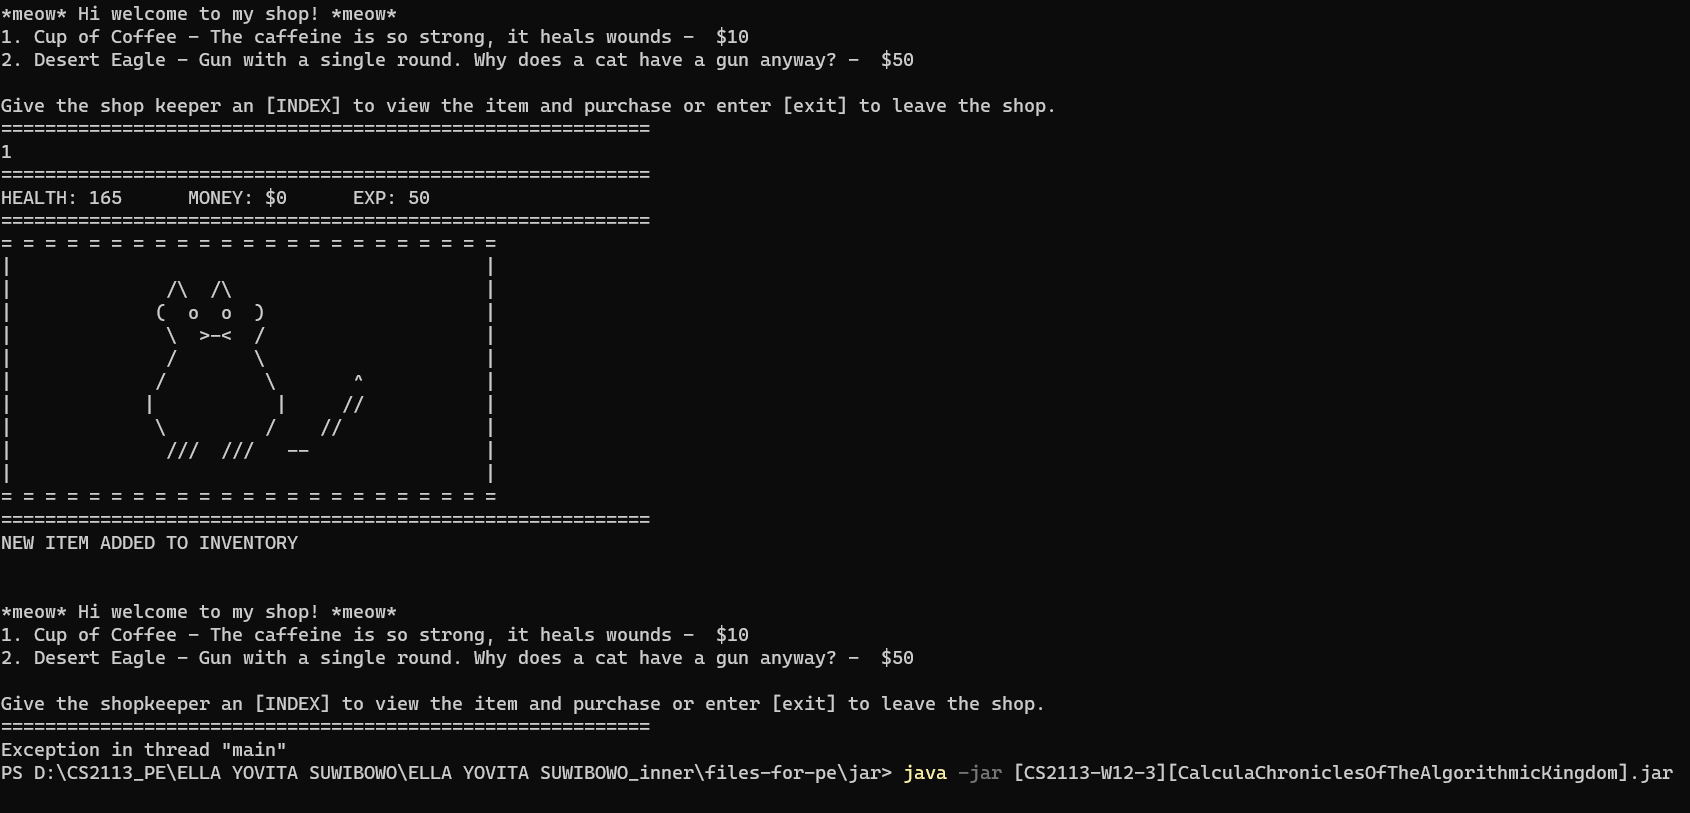 *meow* Hi welcome to my shop! *meow*
1. Cup of Coffee - The caffeine is so strong, it heals wounds -  $10
2. Desert Eagle - Gun with a single round. Why does a cat have a gun anyway? -  $50

Give the shop keeper an [INDEX] to view the item and purchase or enter [exit] to leave the shop.
===========================================================
1
===========================================================
HEALTH: 165      MONEY: $0      EXP: 50
===========================================================
= = = = = = = = = = = = = = = = = = = = = = =
|                                           |
|              /\  /\                       |
|             (  o  o  )                    |
|              \  >-<  /                    |
|              /       \                    |
|             /         \       ^           |
|            |           |     //           |
|             \         /    //             |
|              ///  ///   --                |
|                                           |
= = = = = = = = = = = = = = = = = = = = = = =
===========================================================
NEW ITEM ADDED TO INVENTORY


*meow* Hi welcome to my shop! *meow*
1. Cup of Coffee - The caffeine is so strong, it heals wounds -  $10
2. Desert Eagle - Gun with a single round. Why does a cat have a gun anyway? -  $50

Give the shopkeeper an [INDEX] to view the item and purchase or enter [exit] to leave the shop.
===========================================================
Exception in thread "main"
PS D:\CS2113_PE\ELLA YOVITA SUWIBOWO\ELLA YOVITA SUWIBOWO_inner\files-for-pe\jar> java -jar [CS2113-W12-3][CalculaChroniclesOfTheAlgorithmicKingdom].jar